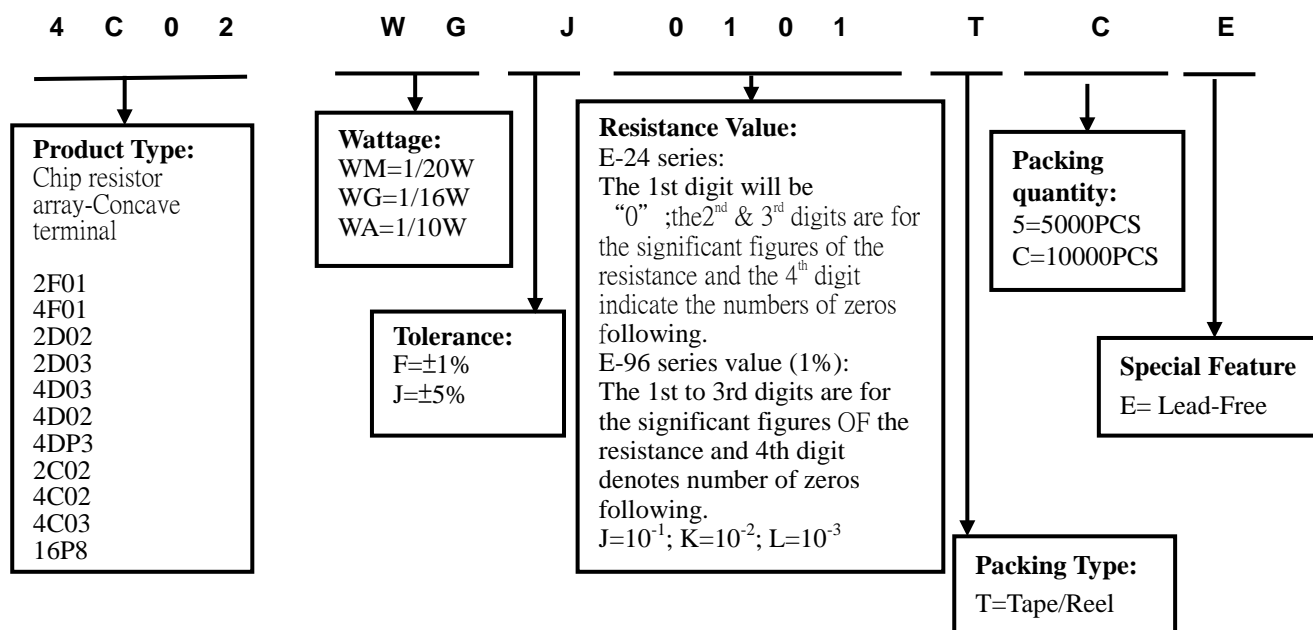 4 C 0 2 W G J 0 1 0 1 T C E
Product Type:
Chip resistor
array-Concave
terminal
2F01
4F01
2D02
2D03
4D03
4D02
4DP3
2C02
4C02
4C03
16P8
Wattage:
WM=1/20W
WG=1/16W
WA=1/10W
Tolerance:
F=±1%
J=±5%
Resistance Value:
E-24 series:
The 1st digit will be
“0” ;the2nd & 3rd digits are for
the significant figures of the
resistance and the 4th digit
indicate the numbers of zeros
following.
E-96 series value (1%):
The 1st to 3rd digits are for
the significant figures OF the
resistance and 4th digit
denotes number of zeros
following.
J=10-1; K=10-2; L=10-3
Packing Type:
T=Tape/Reel
Packing
quantity:
5=5000PCS
C=10000PCS
Special Feature
E= Lead-Free